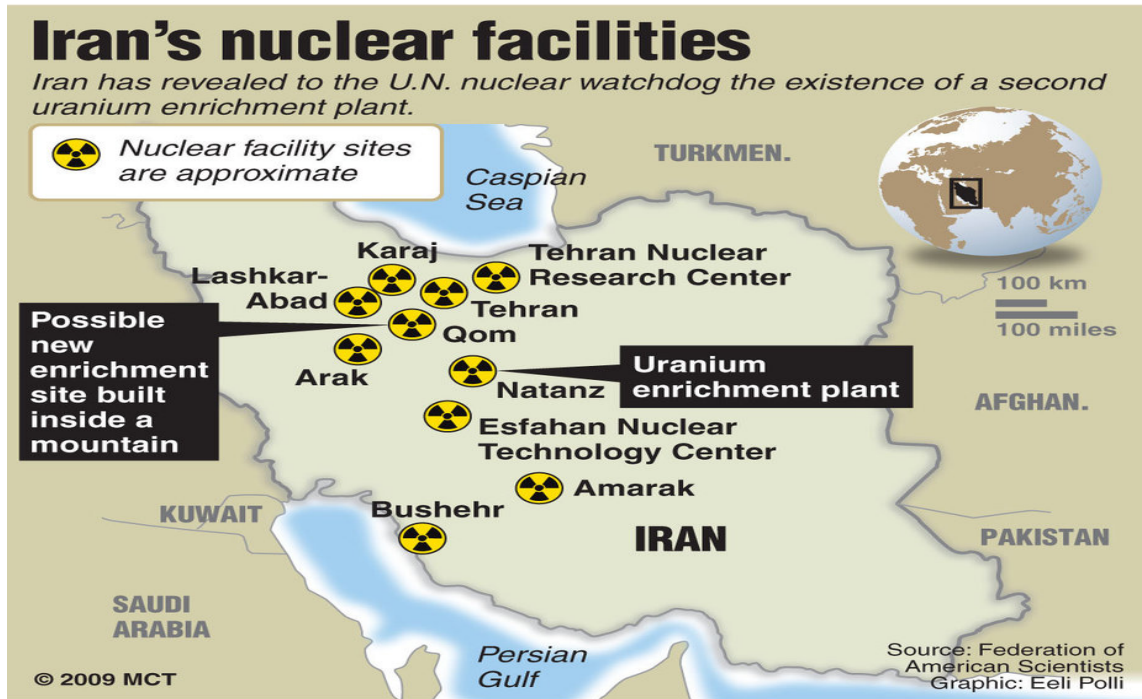 Iran's nuclear facilities
Iran has revealed to the U.N. nuclear watchdog the existence of a second
uranium enrichment plant.
Nuclear facility sites
are approximate
TURKMEN.
Caspian
Sea
Karaj
Tehran Nuclear
Research Center
Lashkar-
Abad
Tehran
100 km
100 miles
Possible
new
enrichment
site built
inside a
mountain
Qom
Arak
Natanz
Uranium
enrichment plant
AFGHAN.
Esfahan Nuclear
Technology Center
Amarak
Bushehr
KUWAIT
IRAN
PAKISTAN
SAUDI
ARABIA
Persian
Gulf
Source: Federation of
American Scientists
Graphic: Eeli Polli
© 2009 MCT